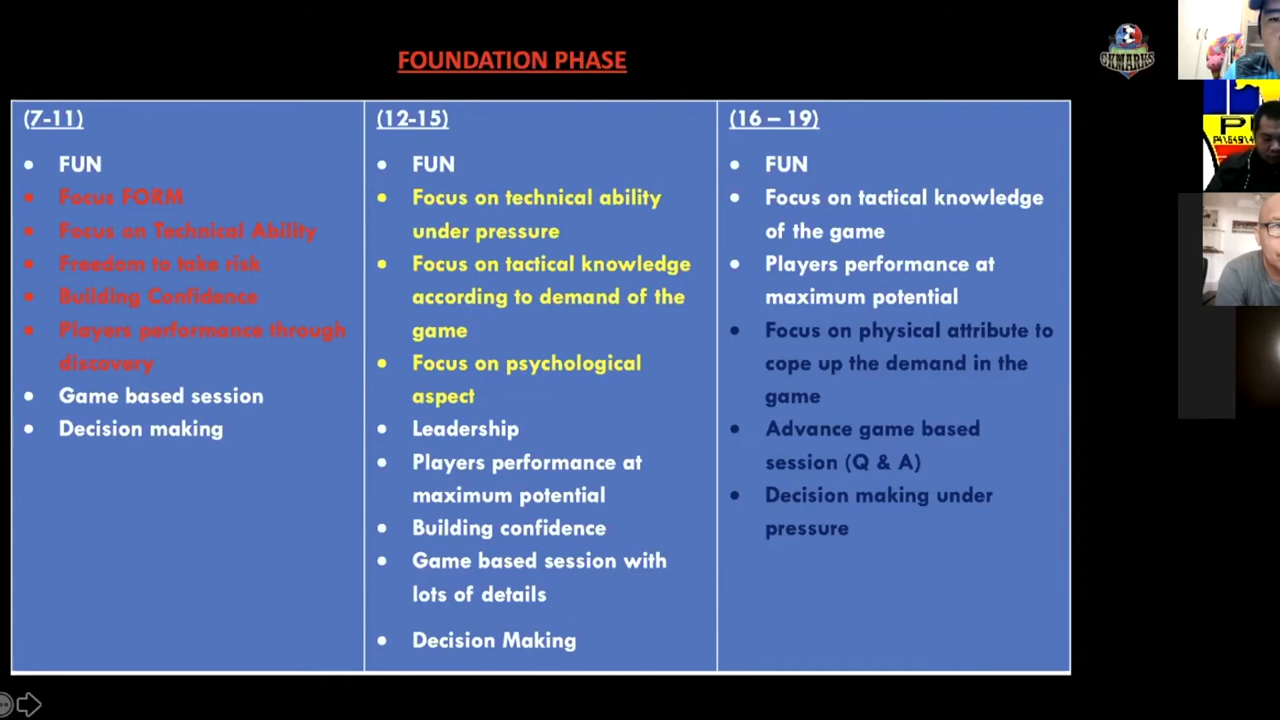 FOUNDATION PHASE
CKMARKS
(7-11)
• FUN
• Focus FORM
• Focus on Technical Ability
• Freedom to take risk
• Building Confidence
• Players performance through
discovery
• Game based session
• Decision making
(12-15)
• FUN
• Focus on technical ability
under pressure
• Focus on tactical knowledge
according to demand of the
game
• Focus on psychological
aspect
• Leadership
• Players performance at
maximum potential
• Building confidence
• Game based session with
lots of details
• Decision Making
(16 – 19)
• FUN
• Focus on tactical knowledge
of the game
• Players performance at
maximum potential
• Focus on physical attribute to
cope up the demand in the
game
• Advance game based
session (Q & A)
• Decision making under
pressure